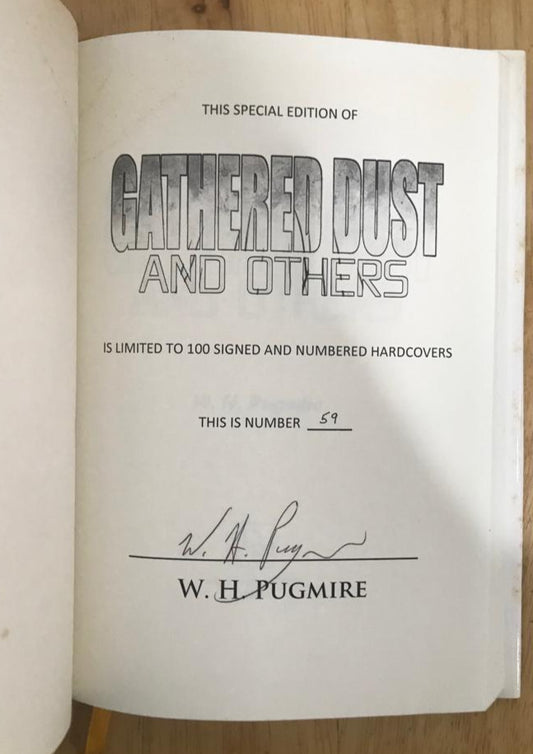 THIS SPECIAL EDITION OF
GATHERED DUST
AND OTHERS
IS LIMITED TO 100 SIGNED AND NUMBERED HARDCOVERS
THIS IS NUMBER 59
W. H. Pugmire
W. H. PUGMIRE